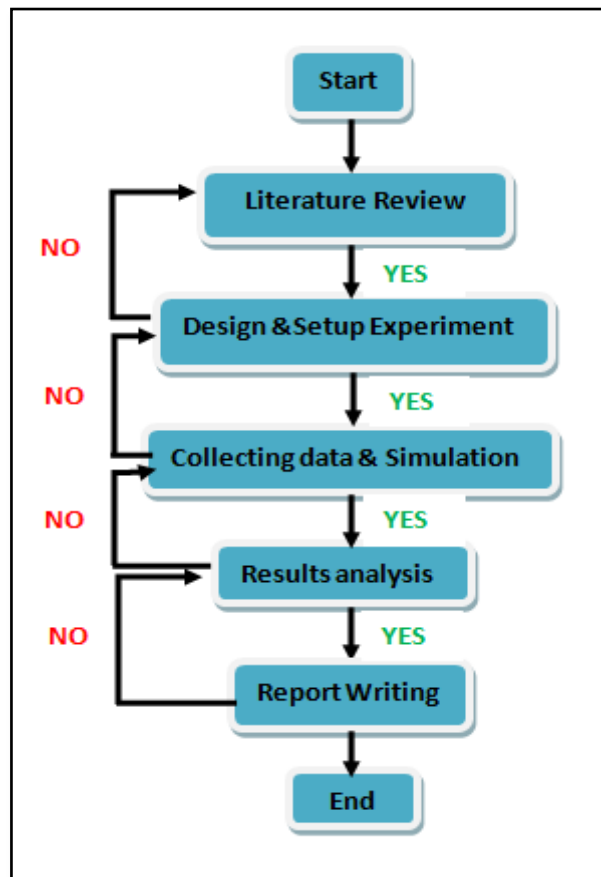 Start
Literature Review
NO
YES
Design &Setup Experiment
NO
YES
Collecting data & Simulation
NO
YES
Results analysis
NO
YES
Report Writing
End